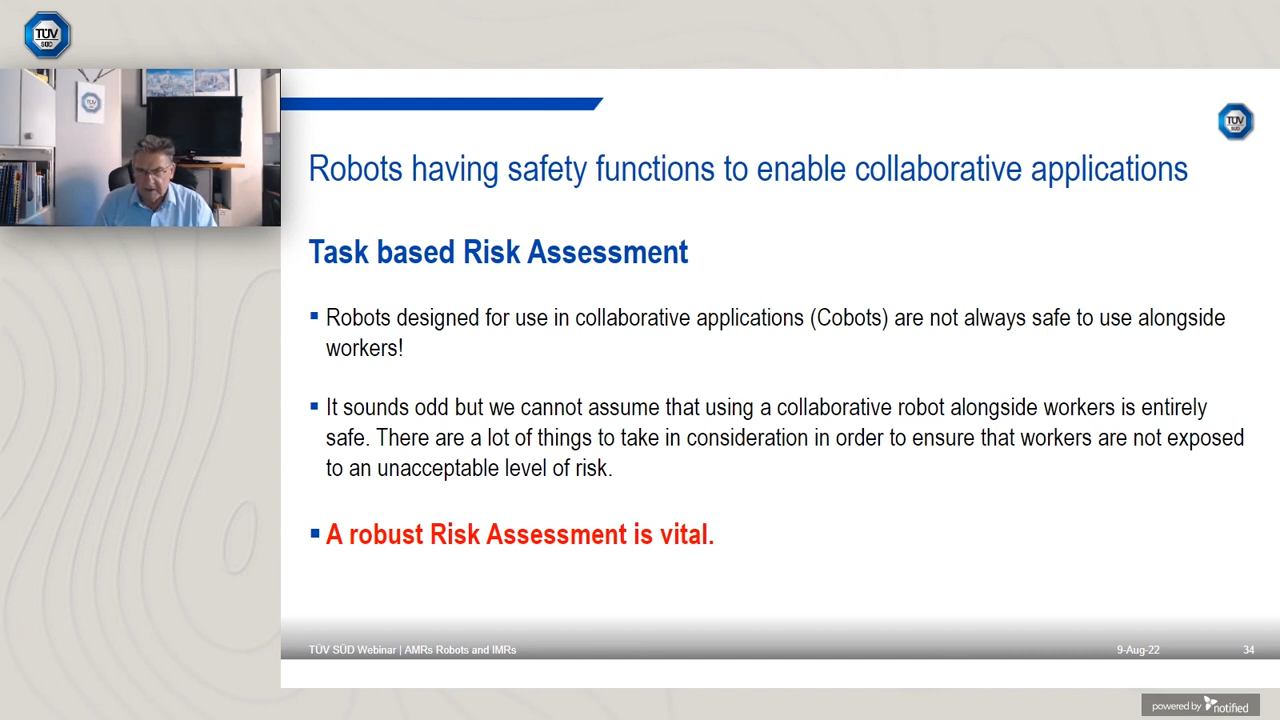 TÜV
SÜD
TÜV
TÜV
SÜD
Robots having safety functions to enable collaborative applications
Task based Risk Assessment
▪ Robots designed for use in collaborative applications (Cobots) are not always safe to use alongside
workers!
▪ It sounds odd but we cannot assume that using a collaborative robot alongside workers is entirely
safe. There are a lot of things to take in consideration in order to ensure that workers are not exposed
to an unacceptable level of risk.
▪ A robust Risk Assessment is vital.
TÜV SÜD Webinar | AMRs Robots and IMRs 9-Aug-22 34
powered by notified